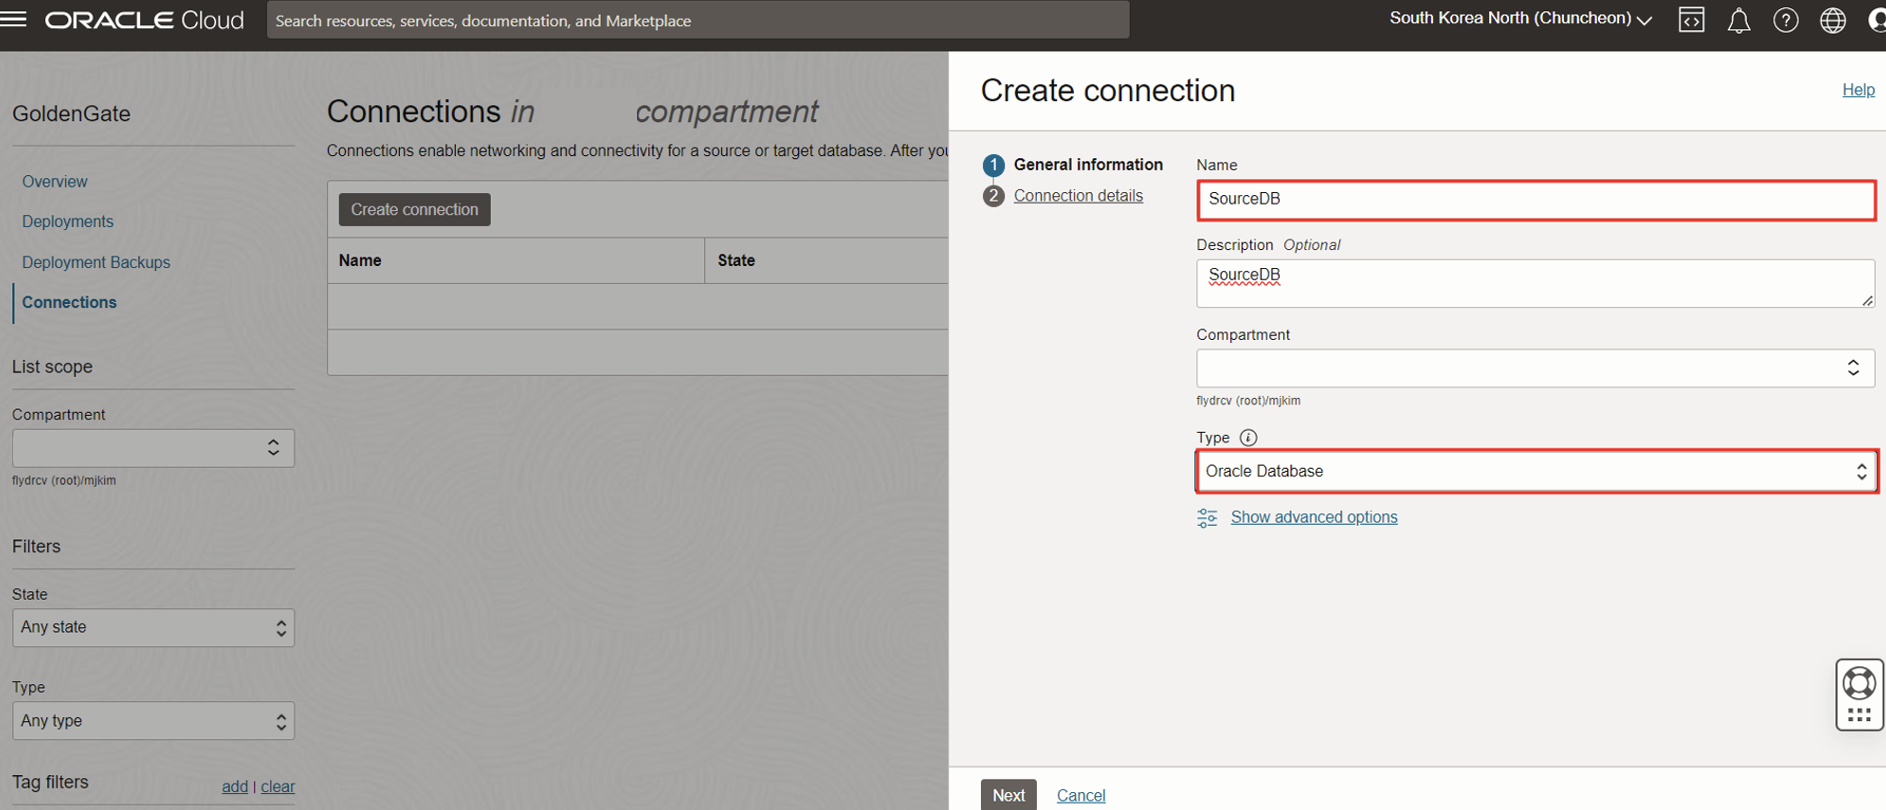 ORACLE Cloud
Search resources, services, documentation, and Marketplace
South Korea North (Chuncheon)
GoldenGate
Overview
Deployments
Deployment Backups
Connections
List scope
Compartment
flydrcv (root)/mjkim
Filters
State
Any state
Type
Any type
Tag filters
add | clear
Connections in compartment
Connections enable networking and connectivity for a source or target database. After you
Create connection
Name State
Create connection
Help
1 General information
2 Connection details
Name
SourceDB
Description Optional
SourceDB
Compartment
flydrcv (root)/mjkim
Type
Oracle Database
Show advanced options
Next Cancel